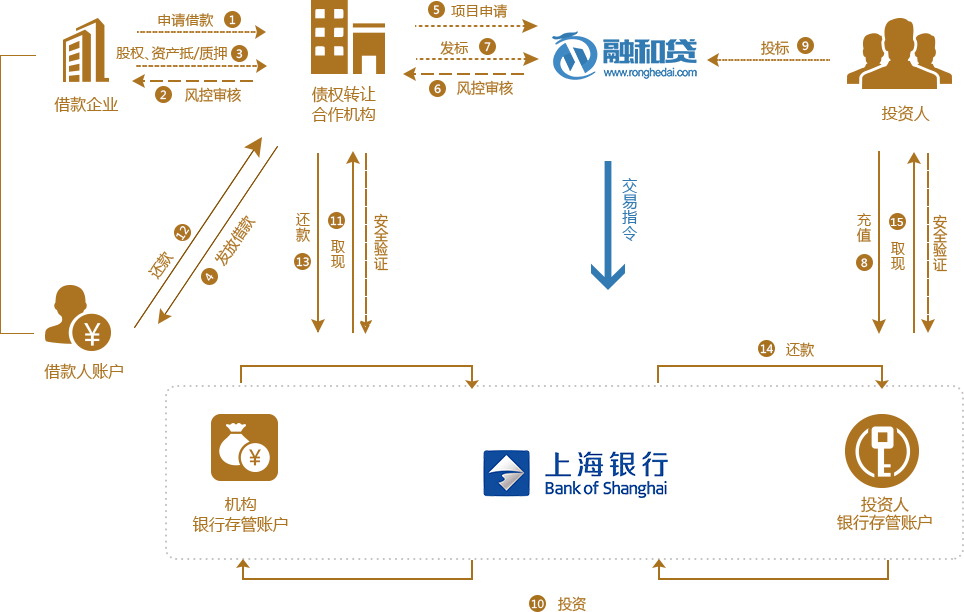 申请借款 1
股权、资产抵/质押 3
2 风控审核
借款企业
债权转让
合作机构
5 项目申请
发标 7
6 风控审核
融和贷
www.ronghedai.com
投标 9
投资人
还款 12
4 发放借款
还款 13
11 取现
安全验证
交易指令
充值 8
15 取现
安全验证
¥
借款人账户
14 还款
¥
机构
银行存管账户
上海银行
Bank of Shanghai
投资人
银行存管账户
10 投资